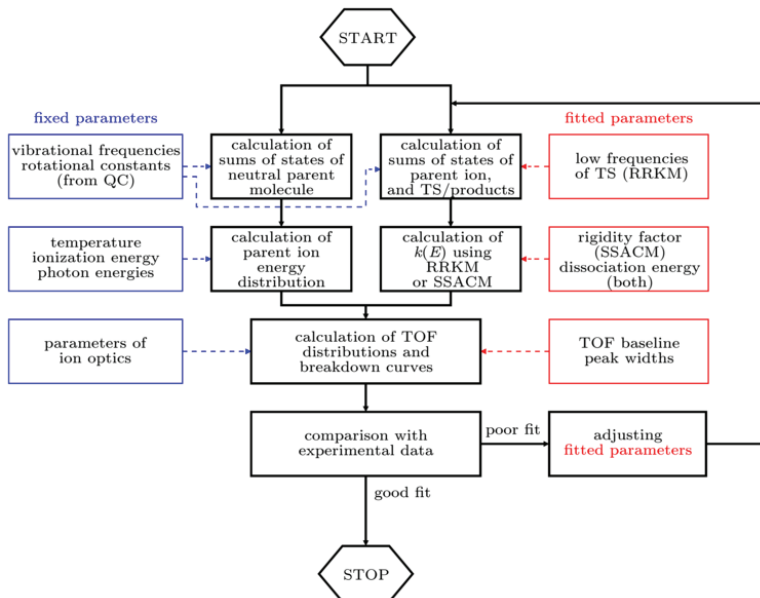 START
fixed parameters
fitted parameters
vibrational frequencies
rotational constants
(from QC)
calculation of
sums of states of
neutral parent
molecule
calculation of
sums of states of
parent ion,
and TS/products
low frequencies
of TS (RRKM)
temperature
ionization energy
photon energies
calculation of
parent ion
energy
distribution
calculation of
k(E) using
RRKM
or SSACM
rigidity factor
(SSACM)
dissociation energy
(both)
parameters of
ion optics
calculation of TOF
distributions and
breakdown curves
TOF baseline
peak widths
comparison with
experimental data
poor fit
adjusting
fitted parameters
good fit
STOP